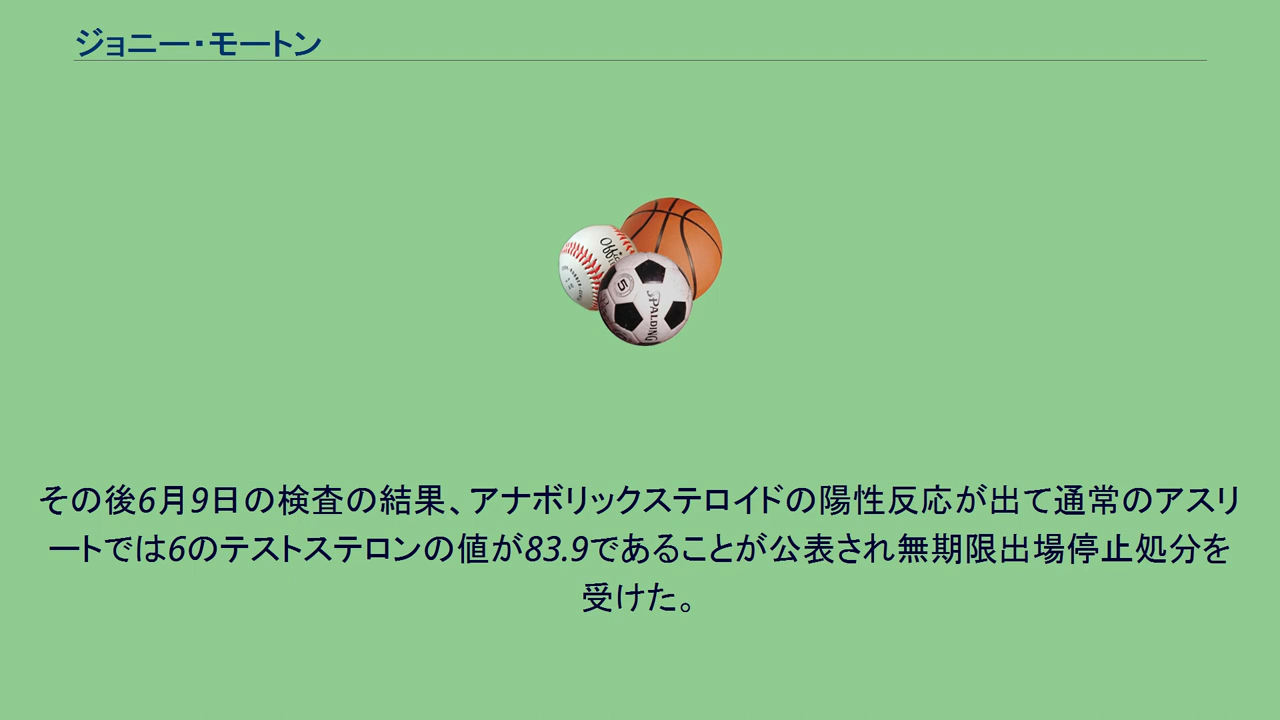 ジョニー・モートン
Offici
5
SPALDING
その後6月9日の検査の結果、アナボリックステロイドの陽性反応が出て通常のアスリ
ートでは6のテストステロンの値が83.9であることが公表され無期限出場停止処分を
受けた。